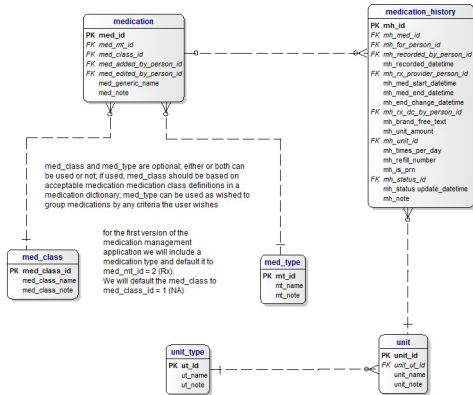 medication
PK med_id
FK med_mt_id
FK med_class_id
FK med_added_by_person_id
FK med_edited_by_person_id
med_generic_name
med_note
medication_history
PK mh_id
FK mh_med_id
FK mh_for_person_id
FK mh_recorded_by_person_id
mh_recorded_datetime
FK mh_rx_provider_person_id
mh_med_start_datetime
mh_med_end_datetime
mh_end_change_datetime
FK mh_rx_dc_by_person_id
mh_brand_free_text
mh_unit_amount
FK mh_unit_id
mh_times_per_day
mh_refill_number
mh_is_prn
FK mh_status_id
mh_status update_datetime
mh_note
med_class and med_type are optional; either or both can
be used or not; if used, med_class should be based on
acceptable medication medication class definitions in a
medication dictionary; med_type can be used as wished to
group medications by any criteria the user wishes
for the first version of the
medication management
application we will include a
medication type and default it to
med_mt_id = 2 (Rx).
We will default the med_class to
med_class_id = 1 (NA)
med_class
PK med_class_id
med_class_name
med_class_note
med_type
PK mt_id
mt_name
mt_note
unit_type
PK ut_id
ut_name
ut_note
unit
PK unit_id
FK unit_ut_id
unit_name
unit_note